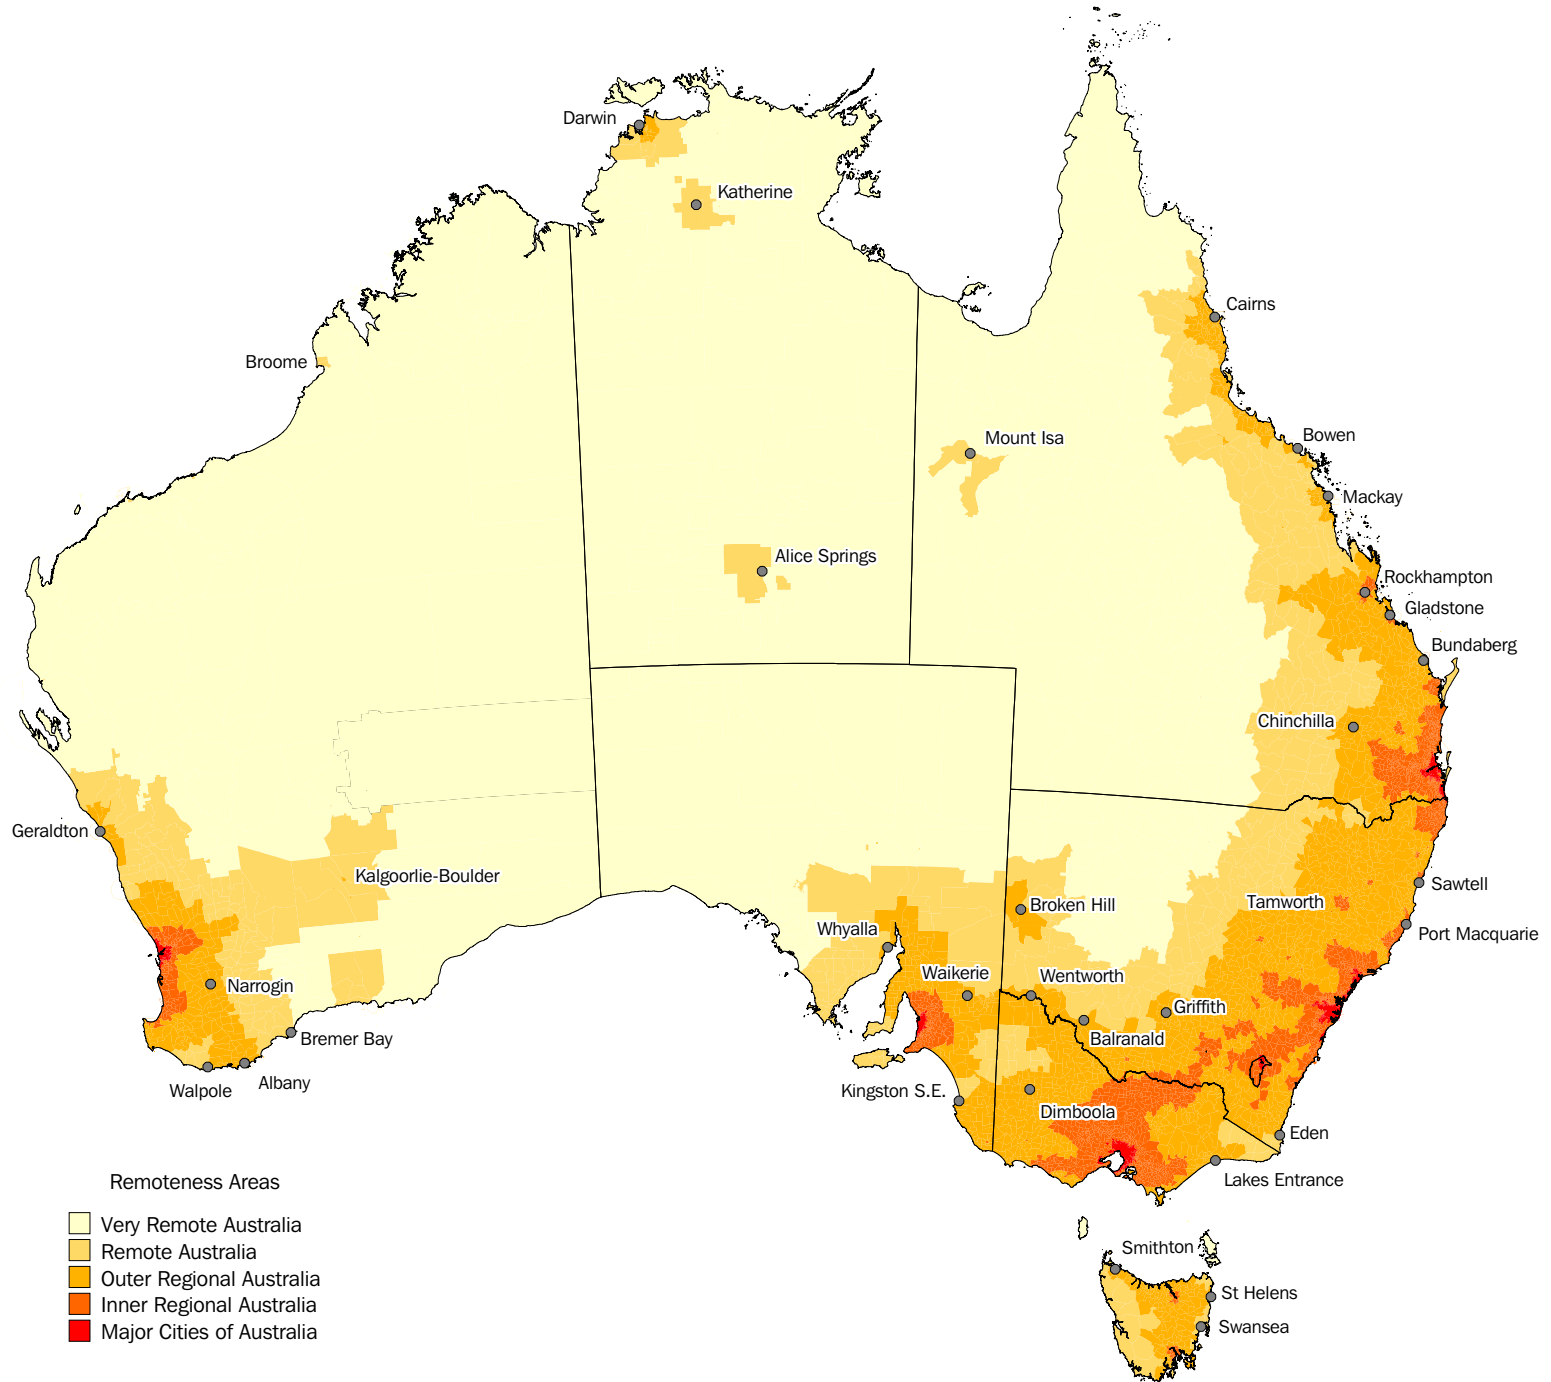 Darwin
Katherine
Cairns
Broome
Bowen
Mount Isa
Mackay
Alice Springs
Rockhampton
Gladstone
Bundaberg
Chinchilla
Geraldton
Kalgoorlie-Boulder
Sawtell
Tamworth
Broken Hill
Port Macquarie
Whyalla
Waikerie
Wentworth
Narrogin
Griffith
Bremer Bay
Balranald
Walpole
Albany
Kingston S.E.
Dimboola
Eden
Lakes Entrance
Smithton
St Helens
Swansea
Remoteness Areas
Very Remote Australia
Remote Australia
Outer Regional Australia
Inner Regional Australia
Major Cities of Australia